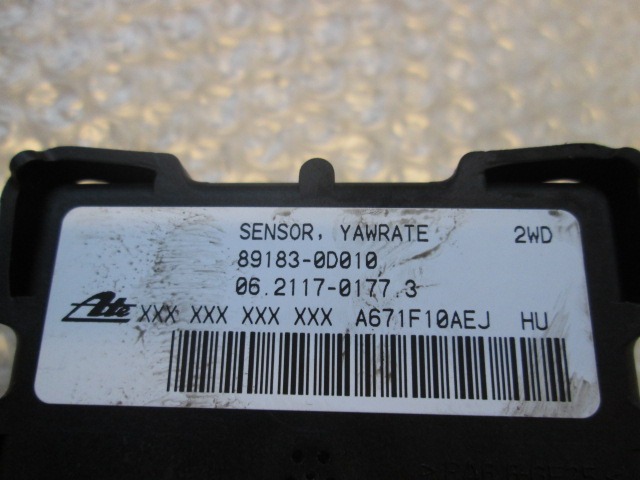 SENSOR, YAWRATE 2WD
89183-0D010
06.2117-0177.3
Ate XXX XXX XXX XXX A671F10AEJ HU